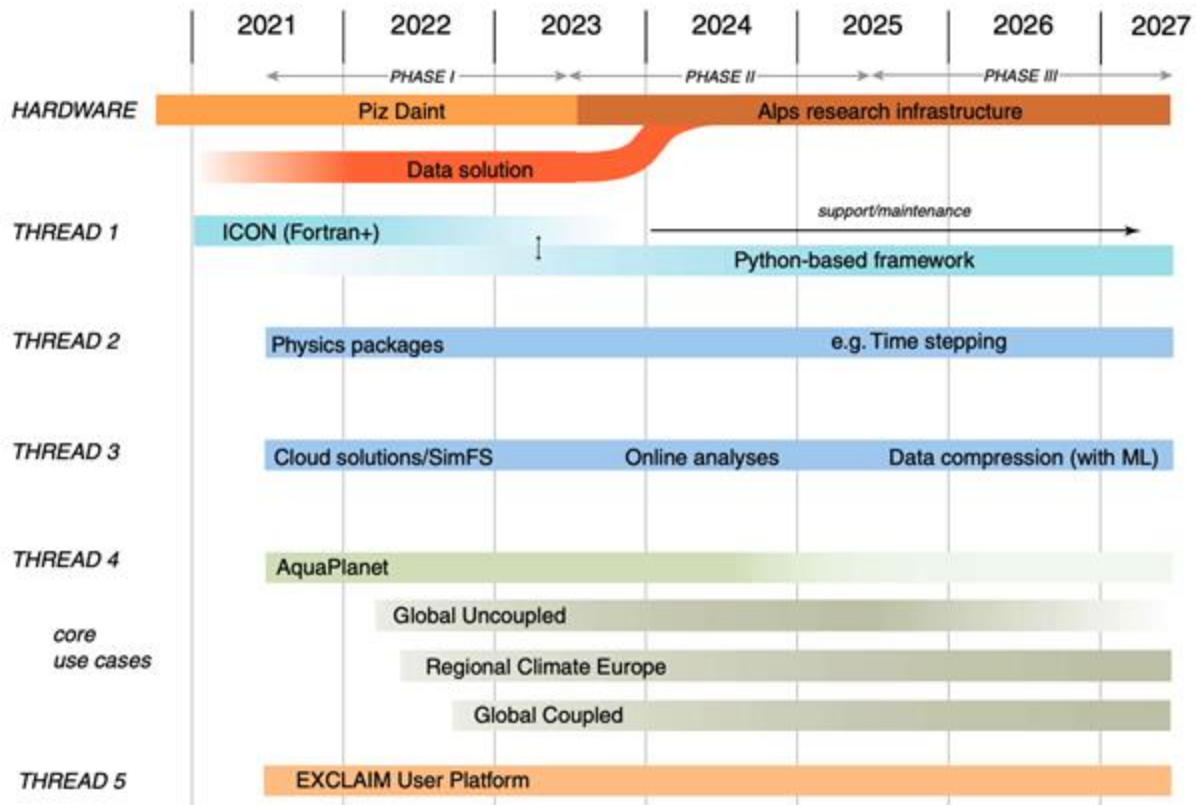 2021 2022 2023 2024 2025 2026 2027
PHASE I PHASE II PHASE III
HARDWARE Piz Daint Alps research infrastructure
Data solution
support/maintenance
THREAD 1 ICON (Fortran+)
Python-based framework
THREAD 2 Physics packages e.g. Time stepping
THREAD 3 Cloud solutions/SimFS Online analyses Data compression (with ML)
THREAD 4 AquaPlanet
Global Uncoupled
core
use cases
Regional Climate Europe
Global Coupled
THREAD 5 EXCLAIM User Platform